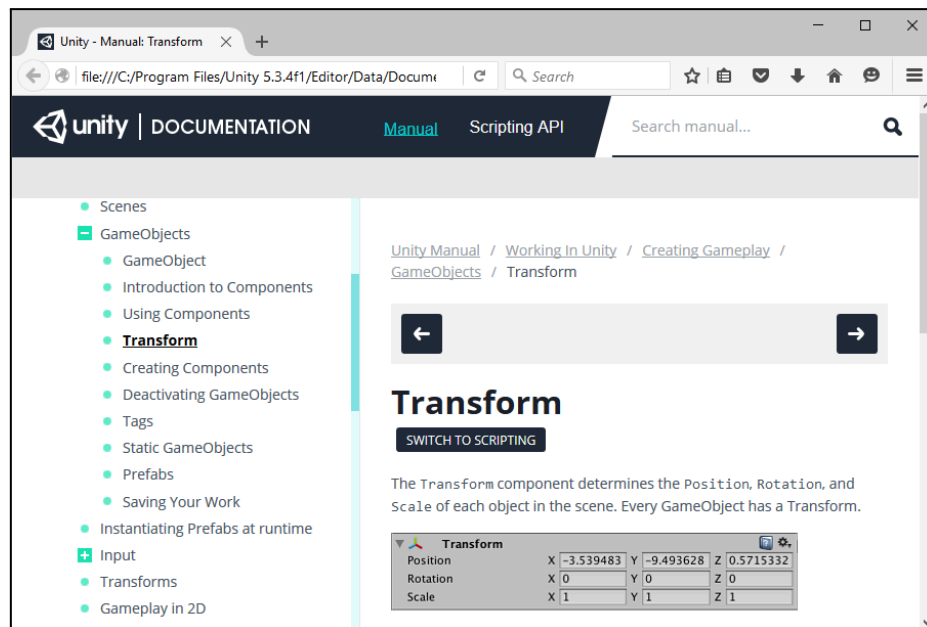 Unity - Manual: Transform
file:///C:/Program Files/Unity 5.3.4f1/Editor/Data/Docume
Search
unity | DOCUMENTATION
Manual
Scripting API
Search manual...
Scenes
GameObjects
GameObject
Introduction to Components
Using Components
Transform
Creating Components
Deactivating GameObjects
Tags
Static GameObjects
Prefabs
Saving Your Work
Instantiating Prefabs at runtime
Input
Transforms
Gameplay in 2D
Unity Manual / Working In Unity / Creating Gameplay /
GameObjects / Transform
Transform
SWITCH TO SCRIPTING
The Transform component determines the Position, Rotation, and
Scale of each object in the scene. Every GameObject has a Transform.
Transform
Position X -3.539483 Y -9.493628 Z 0.5715332
Rotation X 0 Y 0 Z 0
Scale X 1 Y 1 Z 1